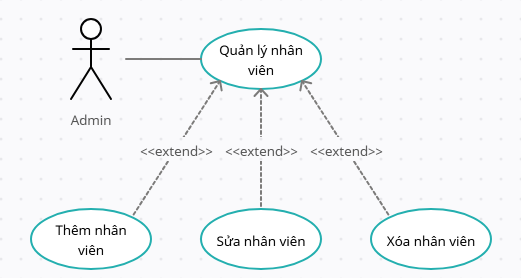 Quản lý nhân
viên
Admin
<<extend>> <<extend>> <<extend>>
Thêm nhân
viên
Sửa nhân viên
Xóa nhân viên